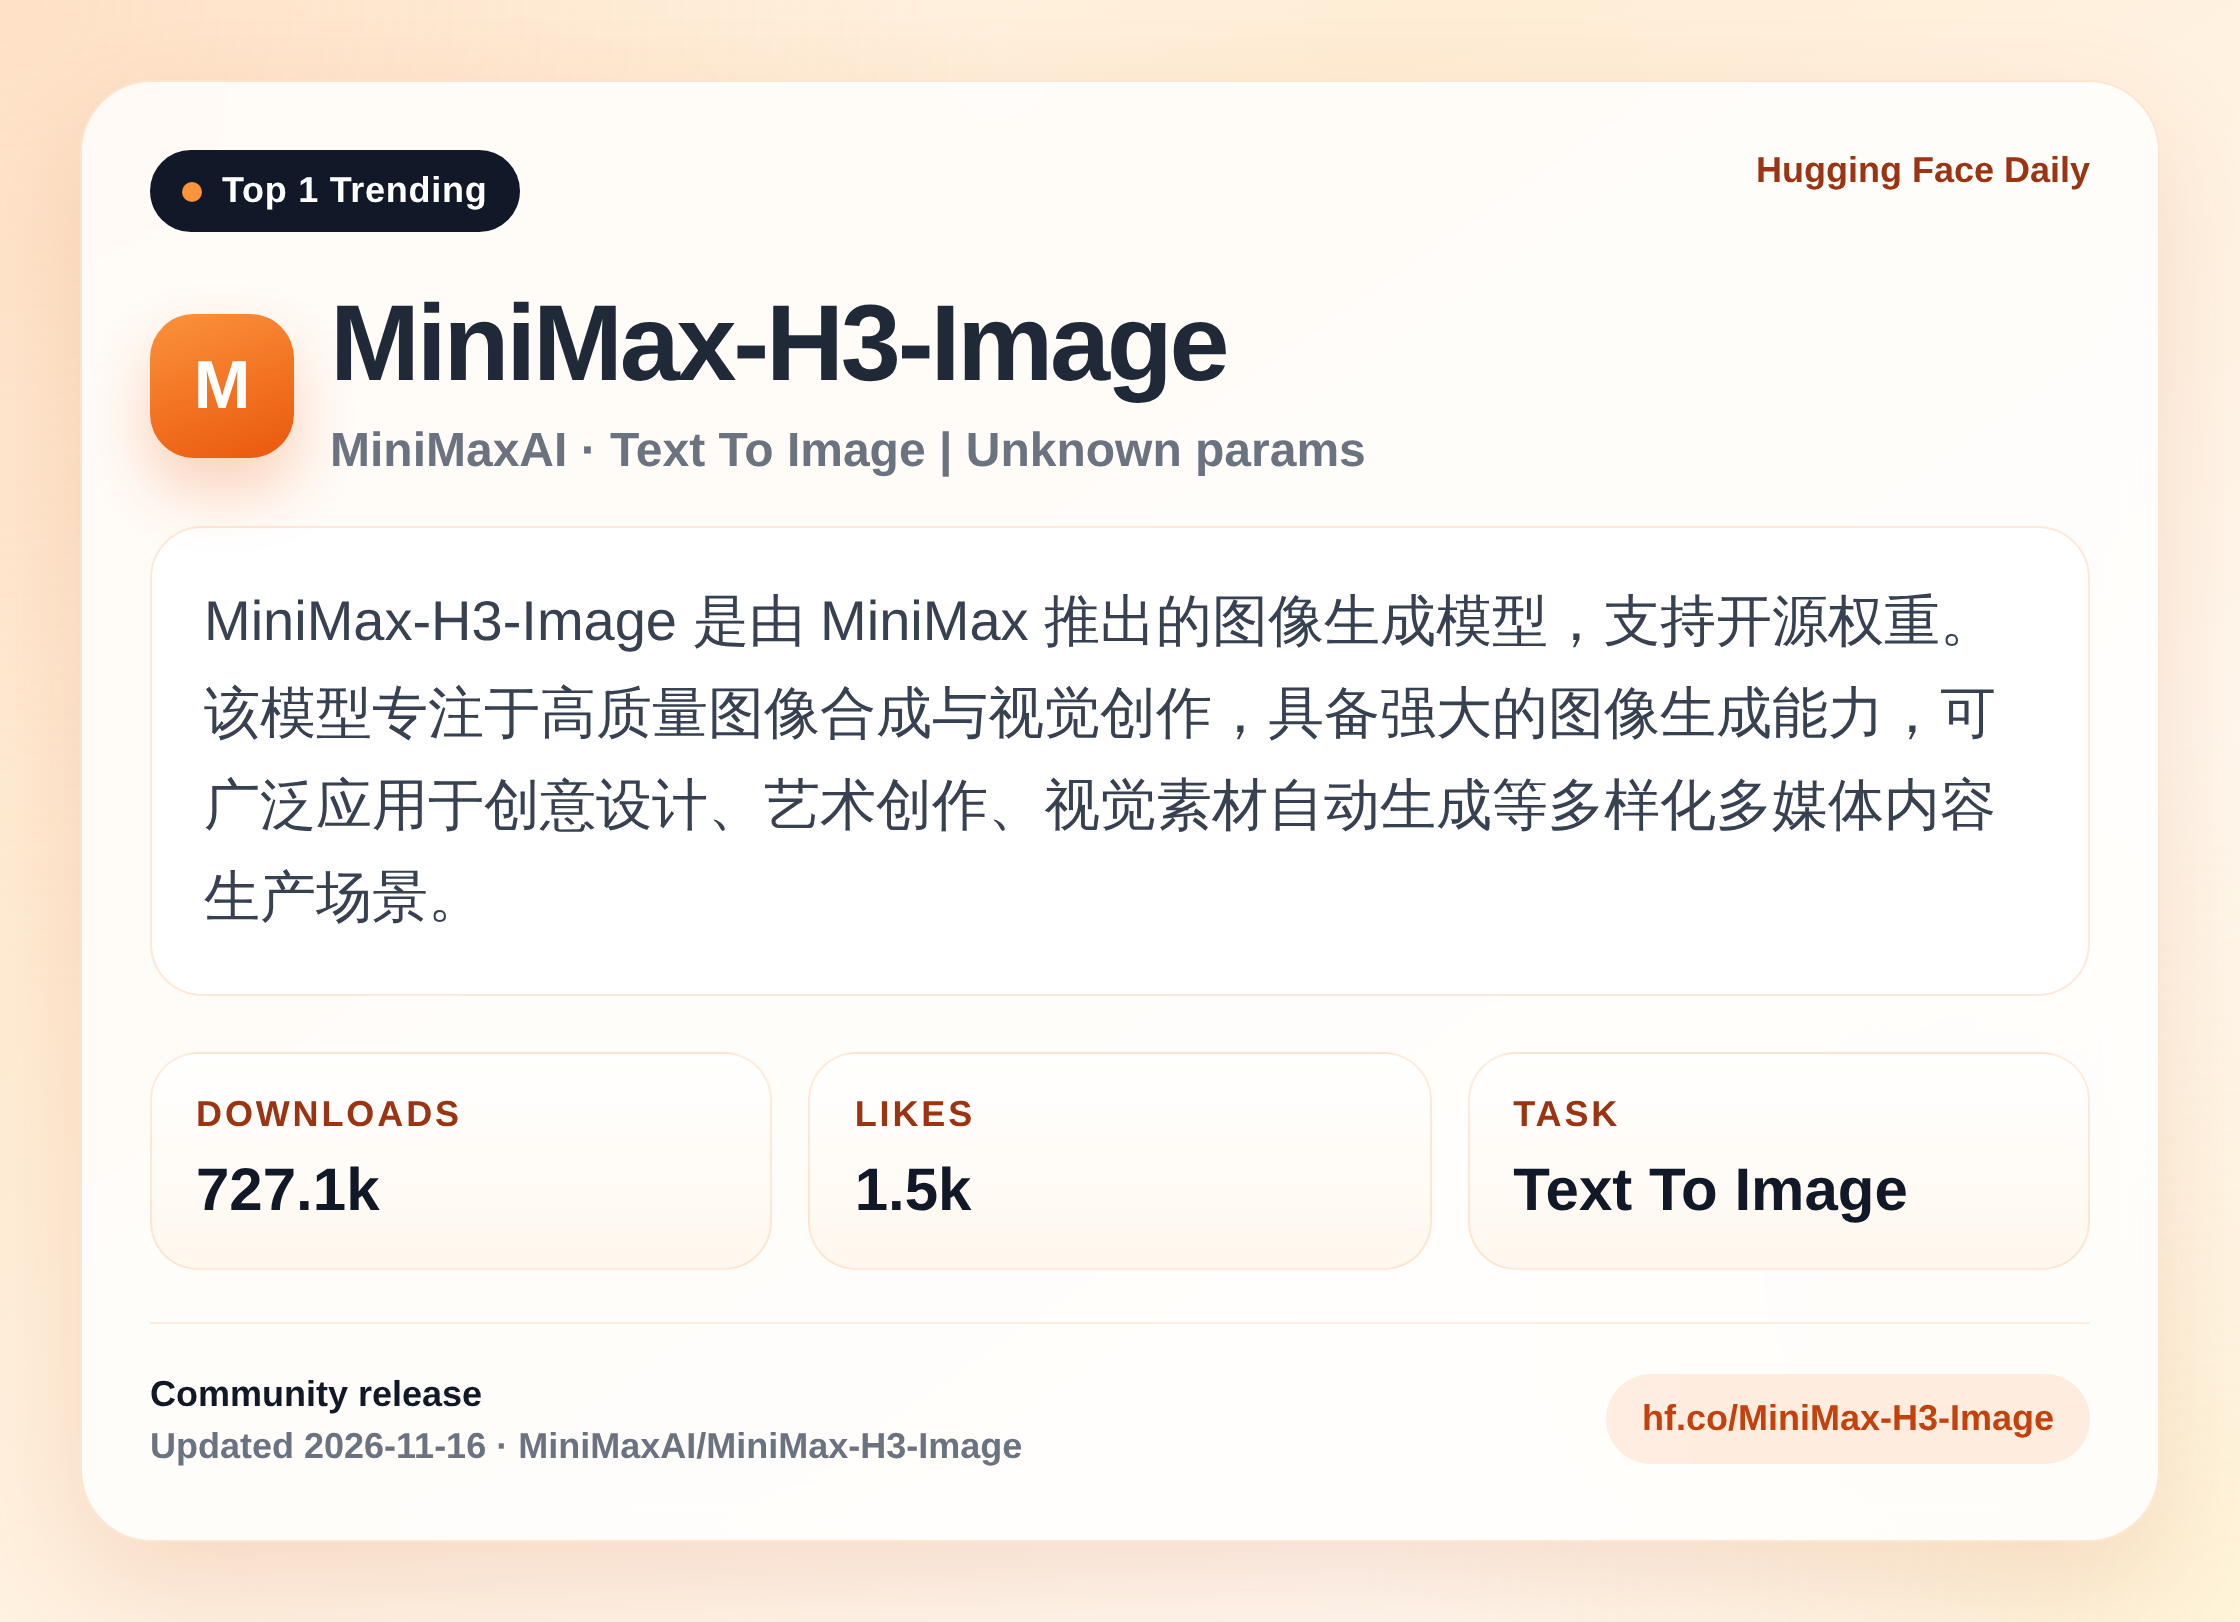 Top 1 Trending
Hugging Face Daily
M
MiniMax-H3-Image
MiniMaxAI · Text To Image | Unknown params
MiniMax-H3-Image 是由 MiniMax 推出的图像生成模型，支持开源权重。
该模型专注于高质量图像合成与视觉创作，具备强大的图像生成能力，可
广泛应用于创意设计、艺术创作、视觉素材自动生成等多样化多媒体内容
生产场景。
DOWNLOADS
727.1k
LIKES
1.5k
TASK
Text To Image
Community release
Updated 2026-11-16 · MiniMaxAI/MiniMax-H3-Image
hf.co/MiniMax-H3-Image